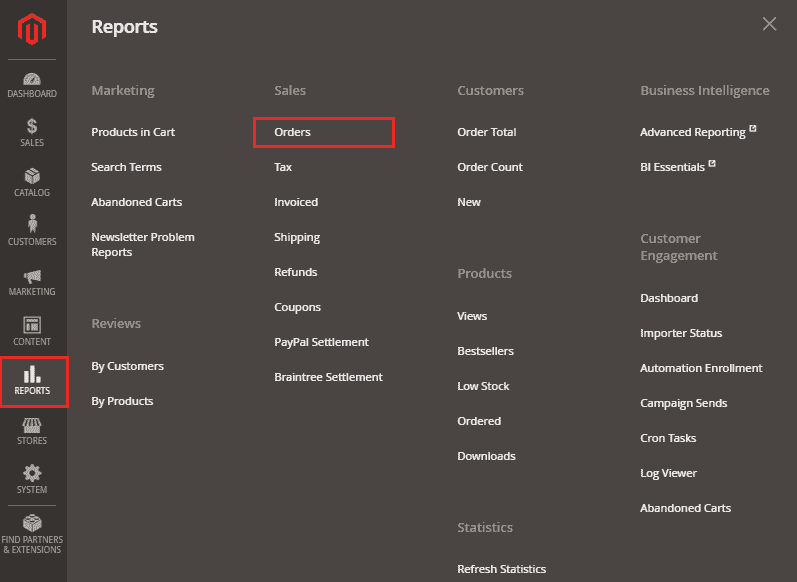 DASHBOARD
SALES
CATALOG
CUSTOMERS
MARKETING
CONTENT
REPORTS
STORES
SYSTEM
FIND PARTNERS
& EXTENSIONS
Reports
Marketing
Products in Cart
Search Terms
Abandoned Carts
Newsletter Problem
Reports
Reviews
By Customers
By Products
Sales
Orders
Tax
Invoiced
Shipping
Refunds
Coupons
PayPal Settlement
Braintree Settlement
Customers
Order Total
Order Count
New
Products
Views
Bestsellers
Low Stock
Ordered
Downloads
Statistics
Refresh Statistics
Business Intelligence
Advanced Reporting
BI Essentials
Customer
Engagement
Dashboard
Importer Status
Automation Enrollment
Campaign Sends
Cron Tasks
Log Viewer
Abandoned Carts